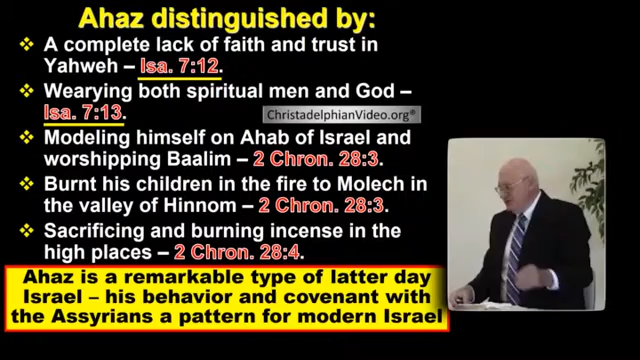 Ahaz distinguished by:
❖ A complete lack of faith and trust in
Yahweh – Isa. 7:12.
❖ Wearying both spiritual men and God –
Isa. 7:13.
ChristadelphianVideo.org®
❖ Modeling himself on Ahab of Israel and
worshipping Baalim – 2 Chron. 28:3.
❖ Burnt his children in the fire to Molech in
the valley of Hinnom – 2 Chron. 28:3.
❖ Sacrificing and burning incense in the
high places – 2 Chron. 28:4.
Ahaz is a remarkable type of latter day
Israel – his behavior and covenant with
the Assyrians a pattern for modern Israel